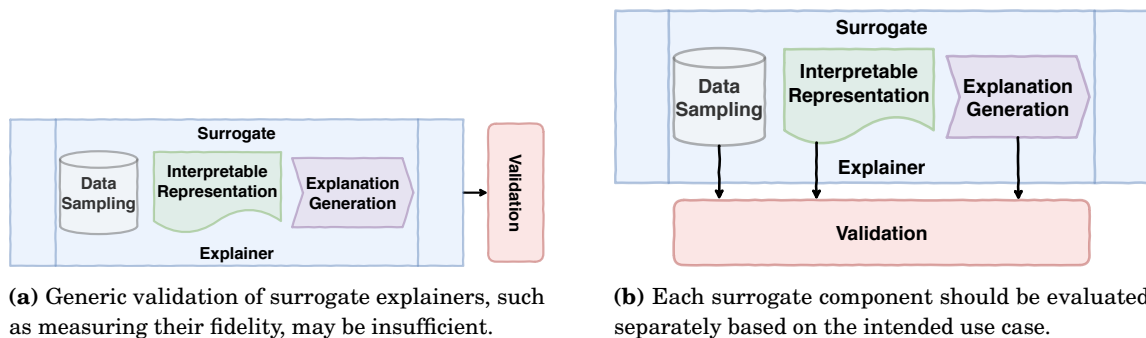 Surrogate
Data
Sampling
Interpretable
Representation
Explanation
Generation
Explainer
Validation
(a) Generic validation of surrogate explainers, such
as measuring their fidelity, may be insufficient.
Surrogate
Data
Sampling
Interpretable
Representation
Explanation
Generation
Explainer
Validation
(b) Each surrogate component should be evaluated
separately based on the intended use case.